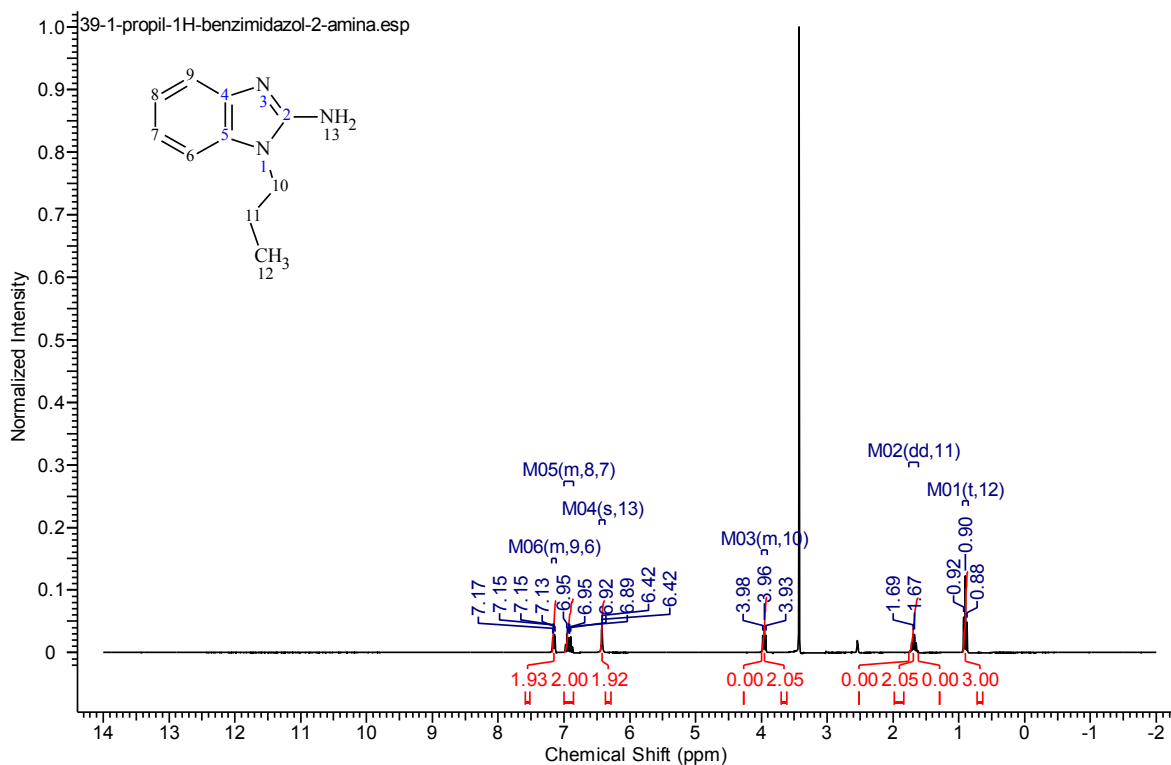 39-1-propil-1H-benzimidazol-2-amina.esp
1.0
0.9
0.8
0.7
0.6
0.5
0.4
0.3
0.2
0.1
0
Normalized Intensity
9
8
7
6
4
5
N
3
2
NH2
13
N
1
10
11
CH3
12
M05(m,8,7)
M04(s,13)
M06(m,9,6)
M03(m,10)
M02(dd,11)
M01(t,12)
7.17
7.15
7.15
7.13
6.95
6.95
6.92
6.89
6.42
6.42
3.98
3.96
3.93
1.69
1.67
0.92
0.90
0.88
1.93 2.00 1.92 0.00 2.05 0.00 2.05 0.00 3.00
14 13 12 11 10 9 8 7 6 5 4 3 2 1 0 -1 -2
Chemical Shift (ppm)